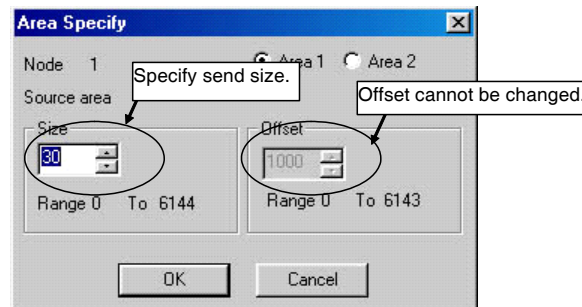 Area Specify
Node 1
Area 1 Area 2
Specify send size.
Source area
Offset cannot be changed.
Size
Offset
30
1000
Range 0 To 6144
Range 0 To 6143
OK
Cancel